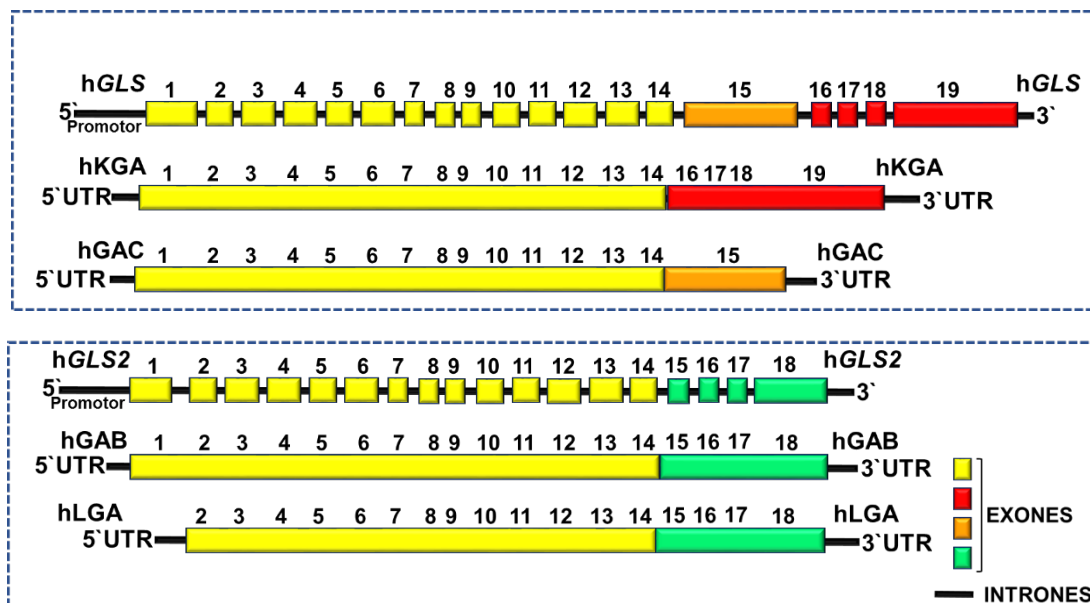 hGLS 1 2 3 4 5 6 7 8 9 10 11 12 13 14 15 16 17 18 19 hGLS
5` 3`
Promotor
hKGA 1 2 3 4 5 6 7 8 9 10 11 12 13 14 16 17 18 19 hKGA
5`UTR 3`UTR
hGAC 1 2 3 4 5 6 7 8 9 10 11 12 13 14 15 hGAC
5`UTR 3`UTR
hGLS2 1 2 3 4 5 6 7 8 9 10 11 12 13 14 15 16 17 18 hGLS2
5` 3`
Promotor
hGAB 1 2 3 4 5 6 7 8 9 10 11 12 13 14 15 16 17 18 hGAB
5`UTR 3`UTR
hLGA 2 3 4 5 6 7 8 9 10 11 12 13 14 15 16 17 18 hLGA
5`UTR 3`UTR
EXONES
INTRONES